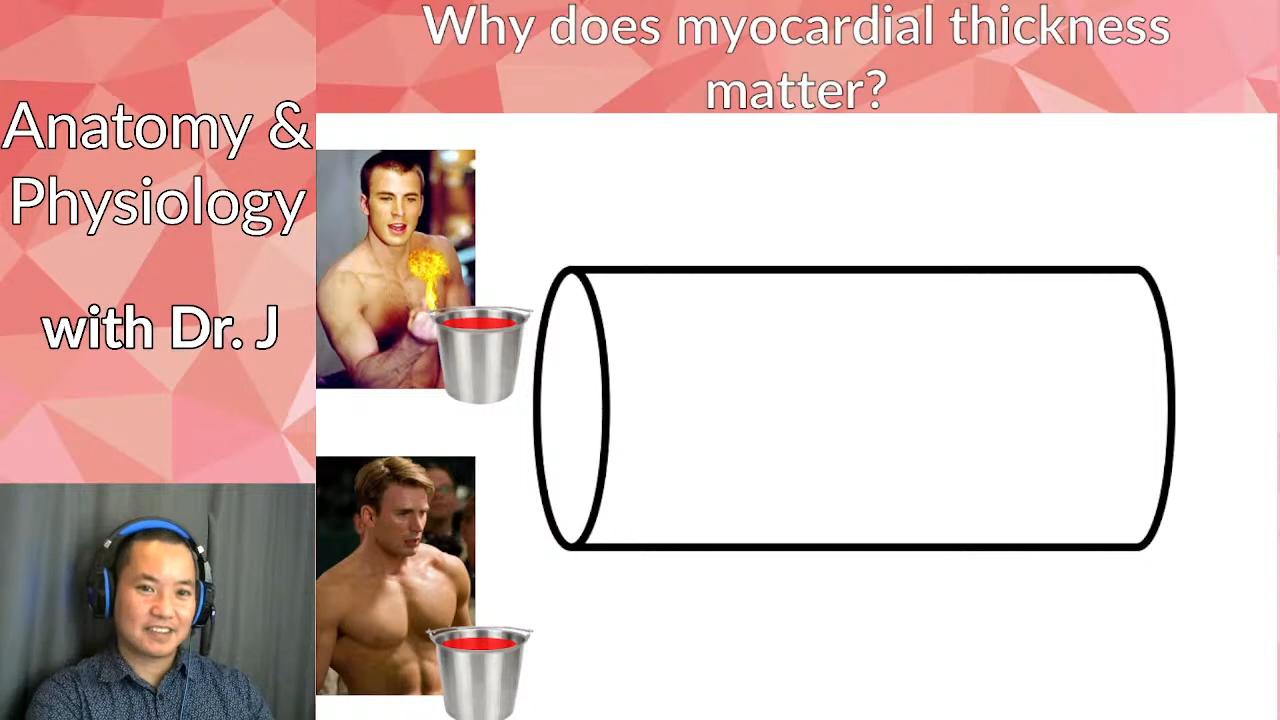 Why does myocardial thickness
matter?
Anatomy &
Physiology
with Dr. J